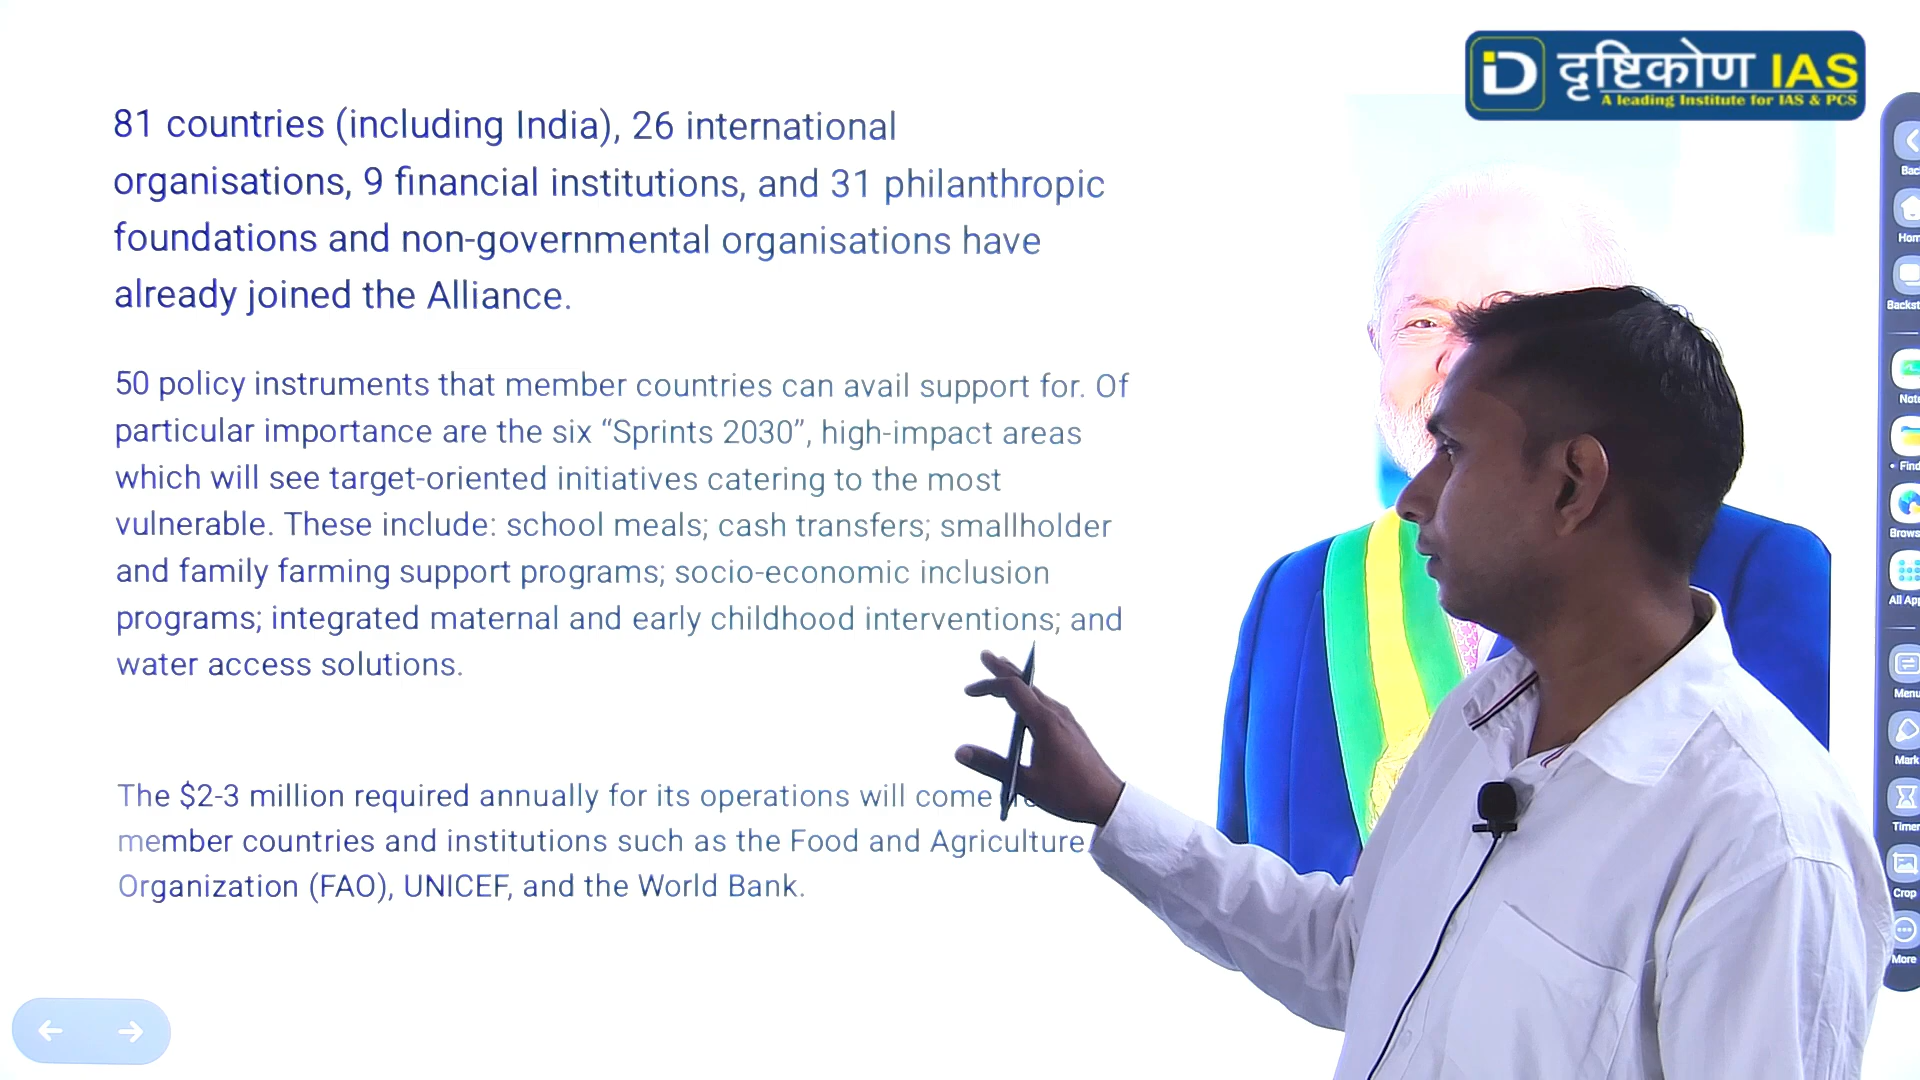 दृष्टिकोण IAS
A leading Institute for IAS & PCS
81 countries (including India), 26 international
organisations, 9 financial institutions, and 31 philanthropic
foundations and non-governmental organisations have
already joined the Alliance.
50 policy instruments that member countries can avail support for. Of
particular importance are the six “Sprints 2030”, high-impact areas
which will see target-oriented initiatives catering to the most
vulnerable. These include: school meals; cash transfers; smallholder
and family farming support programs; socio-economic inclusion
programs; integrated maternal and early childhood interventions; and
water access solutions.
The $2-3 million required annually for its operations will come
member countries and institutions such as the Food and Agriculture
Organization (FAO), UNICEF, and the World Bank.
Menu
Mark
Timer
Crop
More